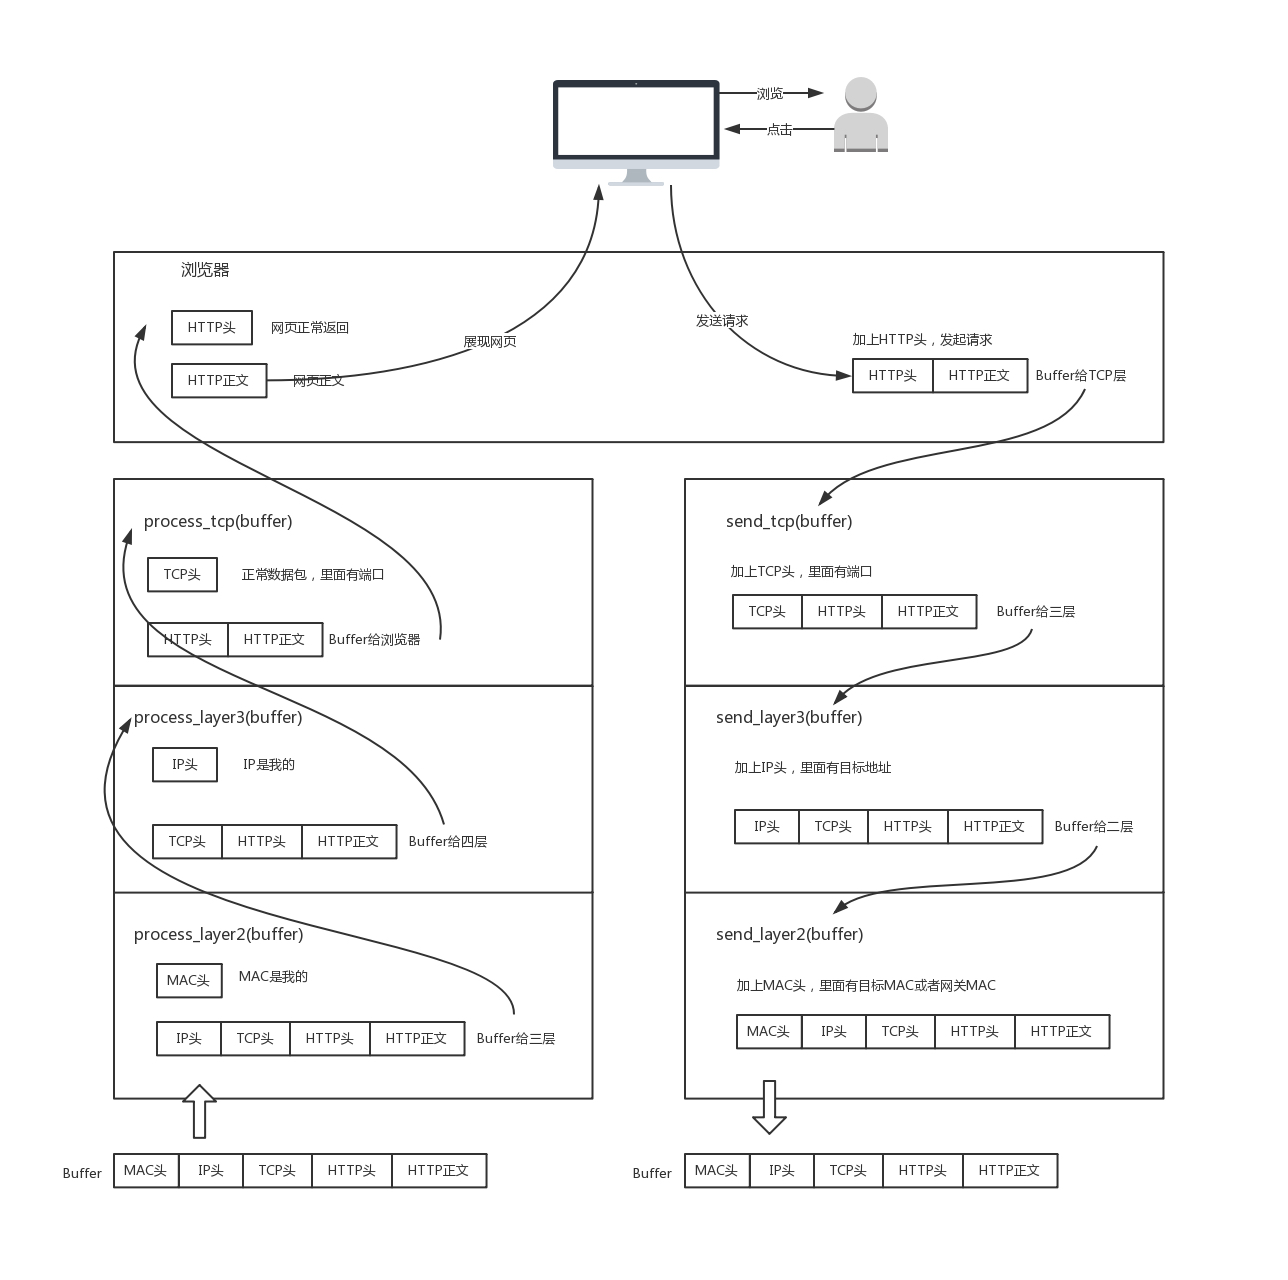 浏览
点击
浏览器
HTTP头
网页正常返回
HTTP正文
网页正文
展现网页
发送请求
加上HTTP头，发起请求
HTTP头 HTTP正文 Buffer给TCP层
process_tcp(buffer)
TCP头 正常数据包，里面有端口
HTTP头 HTTP正文 Buffer给浏览器
process_layer3(buffer)
IP头 IP是我的
TCP头 HTTP头 HTTP正文 Buffer给四层
process_layer2(buffer)
MAC头 MAC是我的
IP头 TCP头 HTTP头 HTTP正文 Buffer给三层
Buffer MAC头 IP头 TCP头 HTTP头 HTTP正文
send_tcp(buffer)
加上TCP头，里面有端口
TCP头 HTTP头 HTTP正文 Buffer给三层
send_layer3(buffer)
加上IP头，里面有目标地址
IP头 TCP头 HTTP头 HTTP正文 Buffer给二层
send_layer2(buffer)
加上MAC头，里面有目标MAC或者网关MAC
MAC头 IP头 TCP头 HTTP头 HTTP正文
Buffer MAC头 IP头 TCP头 HTTP头 HTTP正文